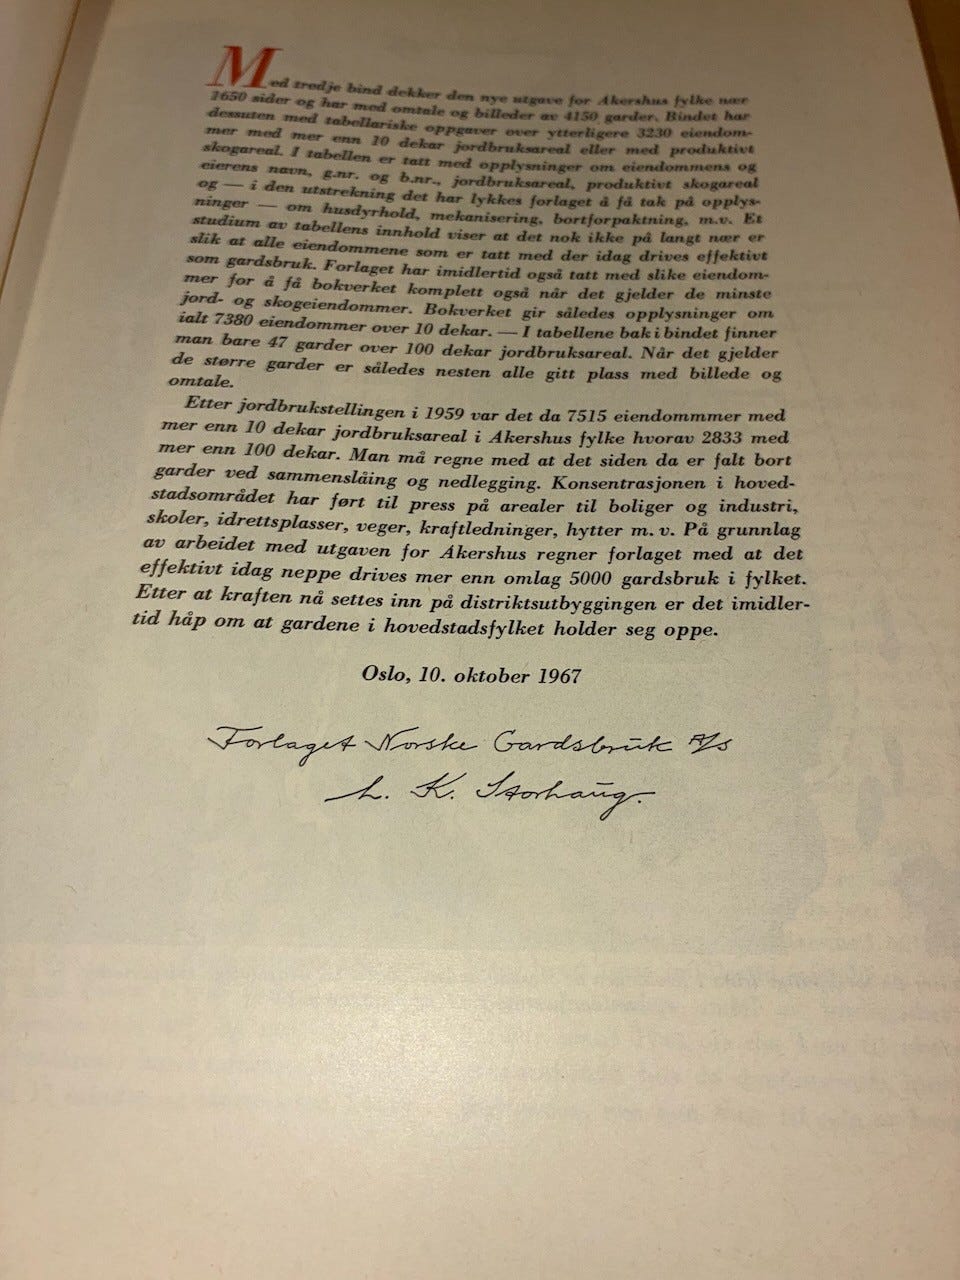 Med tredje bind dekker den nye utgave for Akershus fylke nær
1650 sider og har med omtale og billeder av 4150 garder. Bindet har
dessuten med tabellariske oppgaver over ytterligere 3230 eiendom-
mer med mer enn 10 dekar jordbruksareal eller med produktivt
skogareal. I tabellen er tatt med opplysninger om eiendommens og
eierens navn, g.nr. og b.nr., jordbruksareal, produktivt skogareal
og — i den utstrekning det har lykkes forlaget å få tak på opplys-
ninger — om husdyrhold, mekanisering, bortforpaktning, m.v. Et
studium av tabellens innhold viser at det nok ikke på langt nær er
slik at alle eiendommene som er tatt med der idag drives effektivt
som gardsbruk. Forlaget har imidlertid også tatt med slike eiendom-
mer for å få bokverket komplett også når det gjelder de minste
jord- og skogeiendommer. Bokverket gir således opplysninger om
ialt 7380 eiendommer over 10 dekar. — I tabellene bak i bindet finner
man bare 47 garder over 100 dekar jordbruksareal. Når det gjelder
de større garder er således nesten alle gitt plass med billede og
omtale.
Etter jordbrukstellingen i 1959 var det da 7515 eiendommmer med
mer enn 10 dekar jordbruksareal i Akershus fylke hvorav 2833 med
mer enn 100 dekar. Man må regne med at det siden da er falt bort
garder ved sammenslåing og nedlegging. Konsentrasjonen i hoved-
stadsområdet har ført til press på arealer til boliger og industri,
skoler, idrettsplasser, veger, kraftledninger, hytter m. v. På grunnlag
av arbeidet med utgaven for Akershus regner forlaget med at det
effektivt idag neppe drives mer enn omlag 5000 gardsbruk i fylket.
Etter at kraften nå settes inn på distriktsutbyggingen er det imidler-
tid håp om at gardene i hovedstadsfylket holder seg oppe.
Oslo, 10. oktober 1967
Forlaget Norske Gardsbruk A/S
L. K. Storhaug.